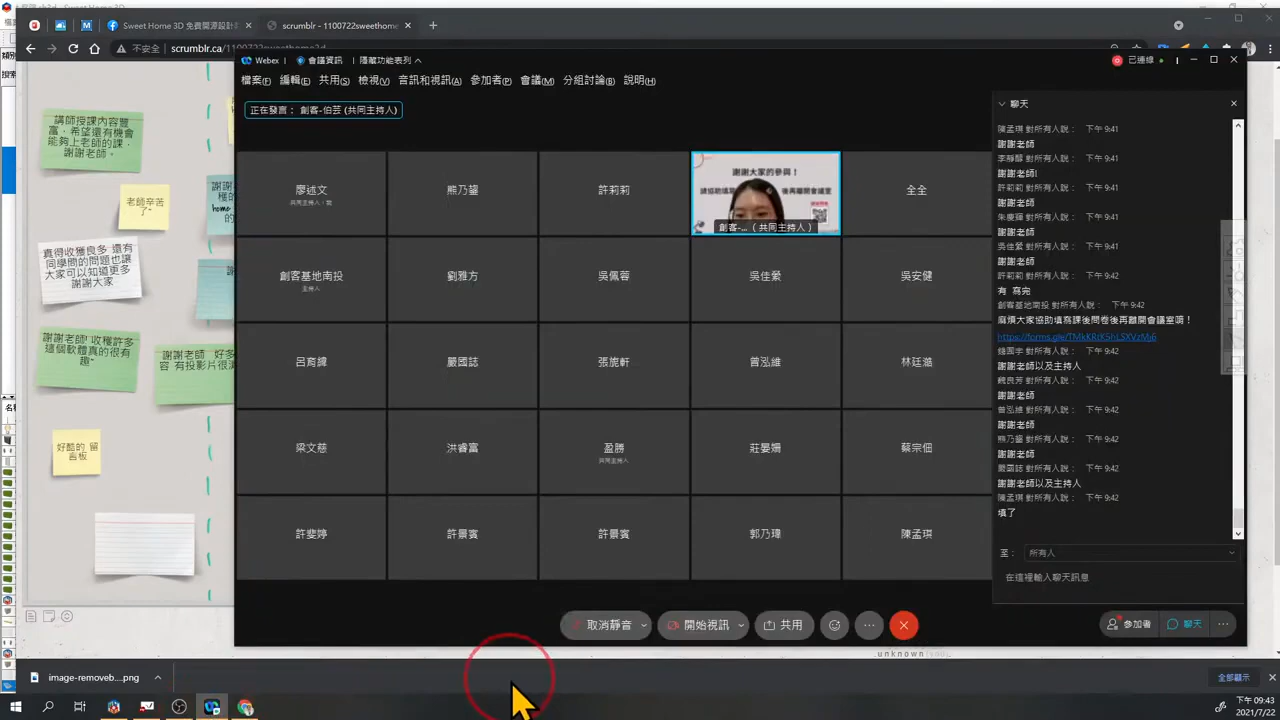 Sweet Home 3D 免費開源設計
scrumblr - 1100722sweethome3d
不安全
scrumblr.ca/1100722sweethome3d
講師授課內容豐
富，希望還有機會
能夠上老師的課，
謝謝老師。
老師辛苦
了~
真得收獲良多 還有
同學問的問題也讓
大家可以知道更多
謝謝大家
謝謝老師! 收穫許多
這個軟體真的很有
趣~
好酷的 留
言板
Webex
會議資訊
隱藏功能表列
已連線
檔案(F)
編輯(E)
共用(S)
檢視(V)
音訊和視訊(A)
參加者(P)
會議(M)
分組討論(B)
說明(H)
正在發言： 創客-伯芸 (共同主持人)
廖述文
熊乃瑩
許莉莉
謝謝大家的參與！
創客-...（ 共同主持人 ）
全全
創客基地南投
主持人
劉雅方
吳佩蓉
吳佳縈
吳安健
嚴國誌
張旎軒
曾泓維
梁文慈
洪睿富
盈勝
共同主持人
莊晏姍
蔡宗佃
許斐婷
許景賓
許景賓
郭乃瑋
陳孟琪
聊天
陳孟琪 對所有人說： 下午 9:41
謝謝老師
李靜醇 對所有人說： 下午 9:41
謝謝老師!
許莉莉 對所有人說： 下午 9:41
謝謝老師
朱慶輝 對所有人說： 下午 9:41
謝謝老師
吳佳縈 對所有人說： 下午 9:41
謝謝老師
許莉莉 對所有人說： 下午 9:42
有 寫完
創客基地南投 對所有人說： 下午 9:42
麻煩大家協助填寫課後問卷後再離開會議室唷！
對所有人說： 下午 9:42
謝謝老師以及主持人
魏良芳 對所有人說： 下午 9:42
謝謝老師
曾泓維 對所有人說： 下午 9:42
謝謝老師
熊乃瑩 對所有人說： 下午 9:42
謝謝老師
嚴國誌 對所有人說： 下午 9:42
謝謝老師以及主持人
陳孟琪 對所有人說： 下午 9:42
填了
至：
所有人
在這裡輸入聊天訊息
取消靜音
開始視訊
共用
參加者
聊天
unknown (you)
image-removeb....png
全部顯示
下午 09:43
2021/7/22